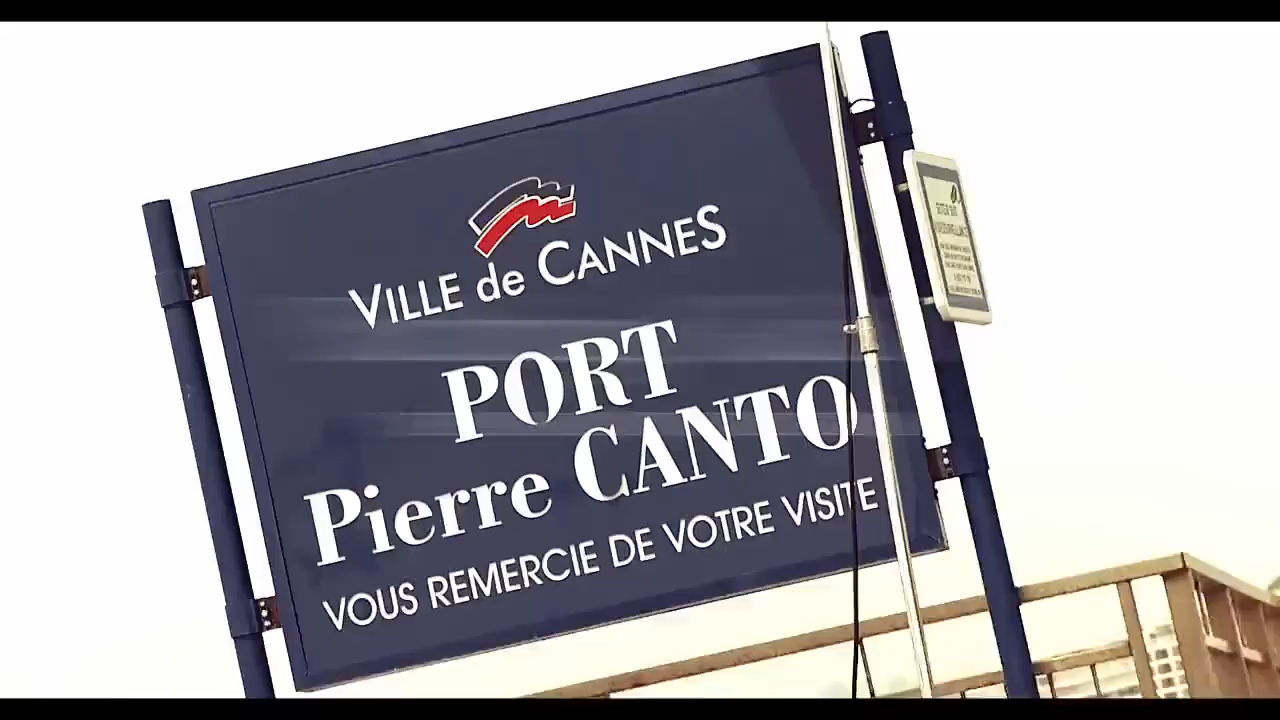 VILLE de CANNES
PORT
Pierre CANTO
VOUS REMERCIE DE VOTRE VISITE